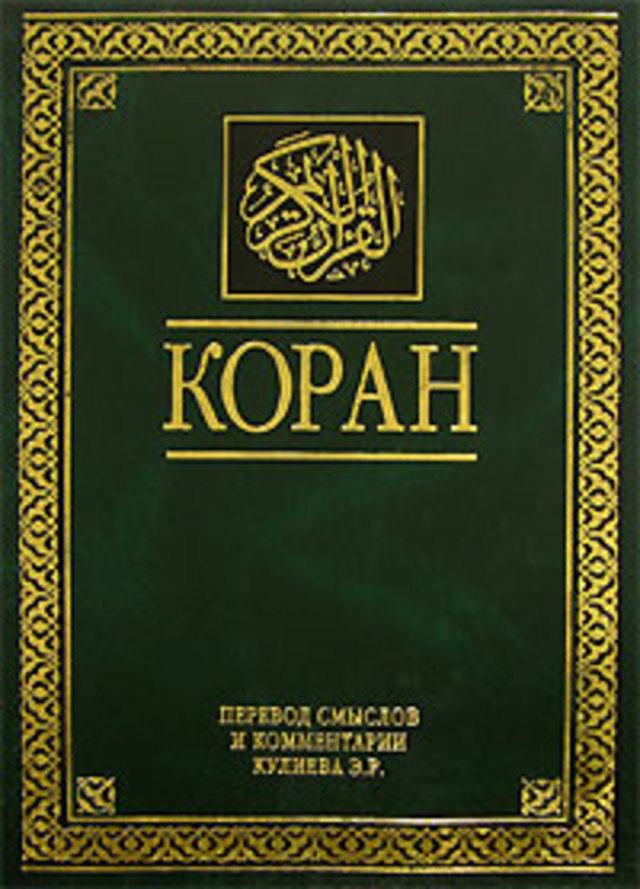 القرآن الكريم
КОРАН
ПЕРЕВОД СМЫСЛОВ
И КОММЕНТАРИИ
КУЛИЕВА Э.Р.